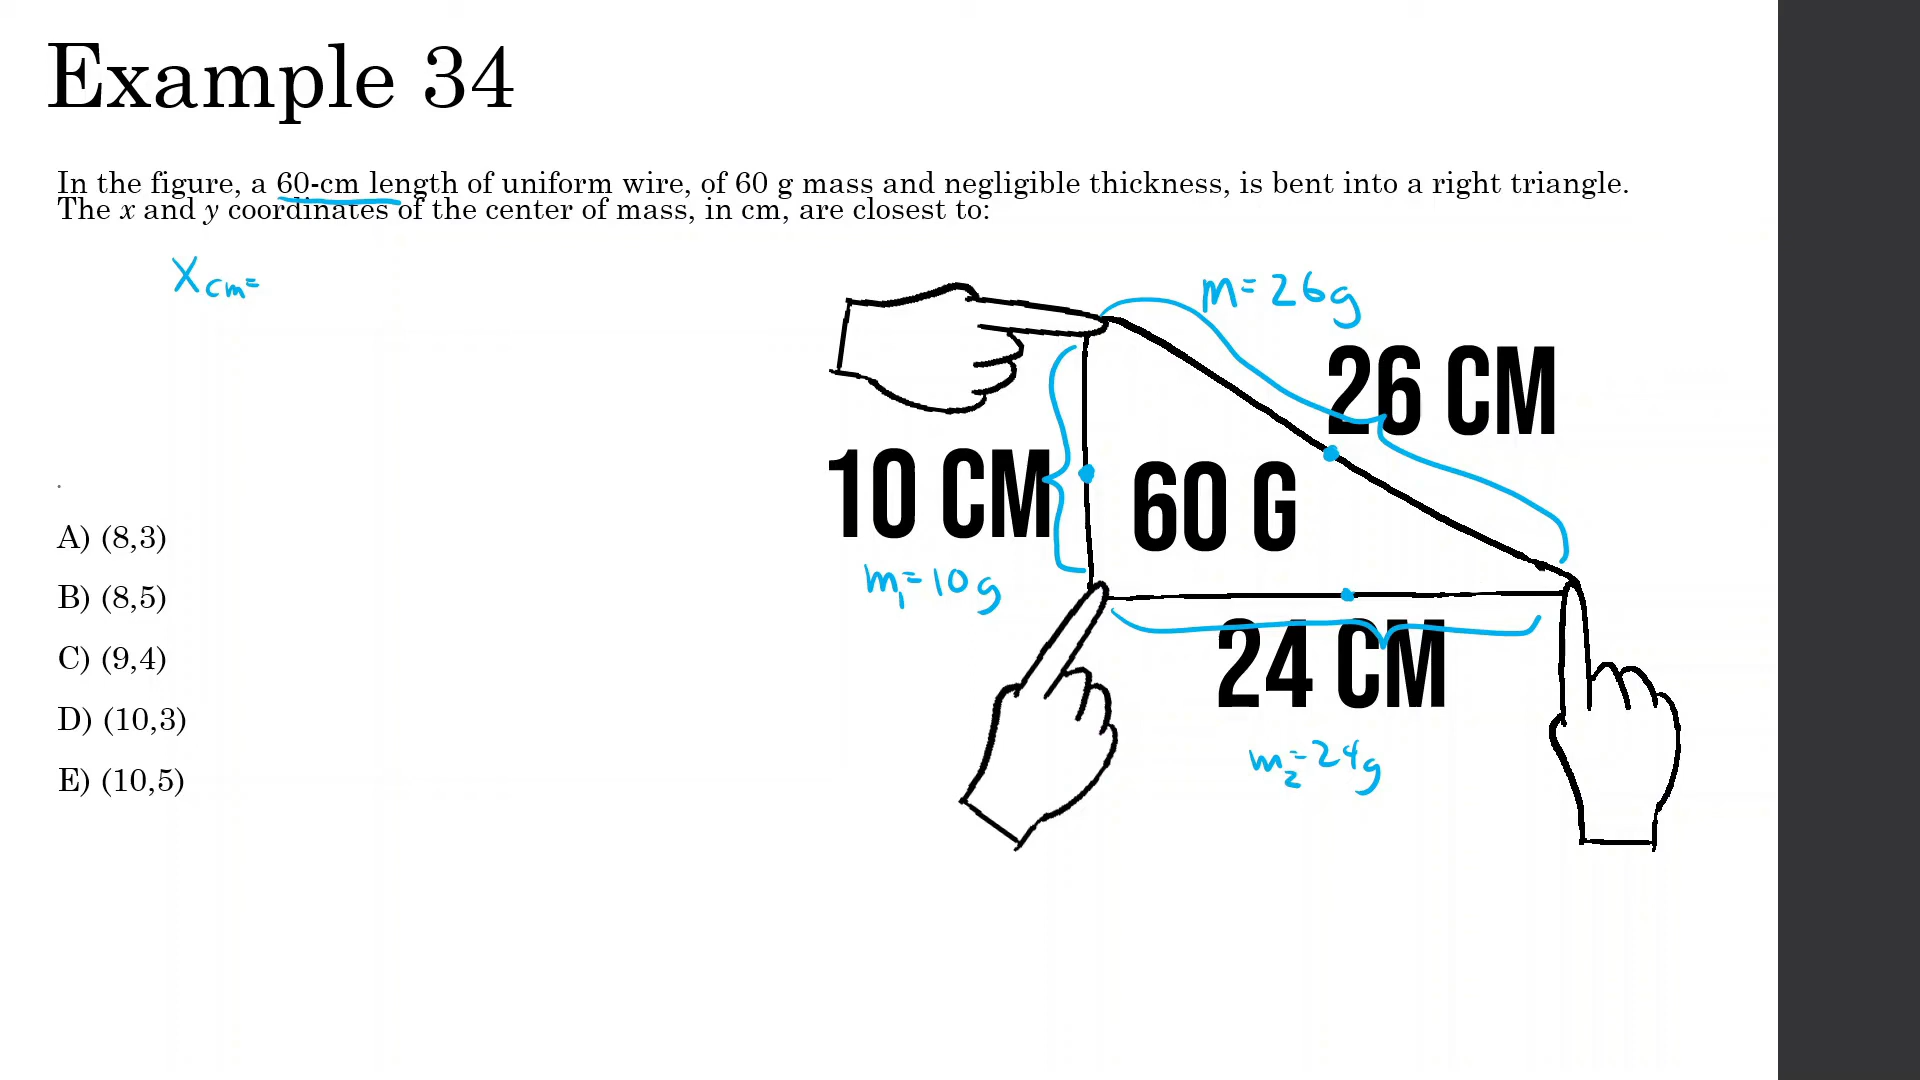 Example 34
In the figure, a 60-cm length of uniform wire, of 60 g mass and negligible thickness, is bent into a right triangle.
The x and y coordinates of the center of mass, in cm, are closest to:
Xcm=
m=26g
26 CM
10 CM
60 G
m₁=10g
24 CM
m₂=24g
.
A) (8,3)
B) (8,5)
C) (9,4)
D) (10,3)
E) (10,5)